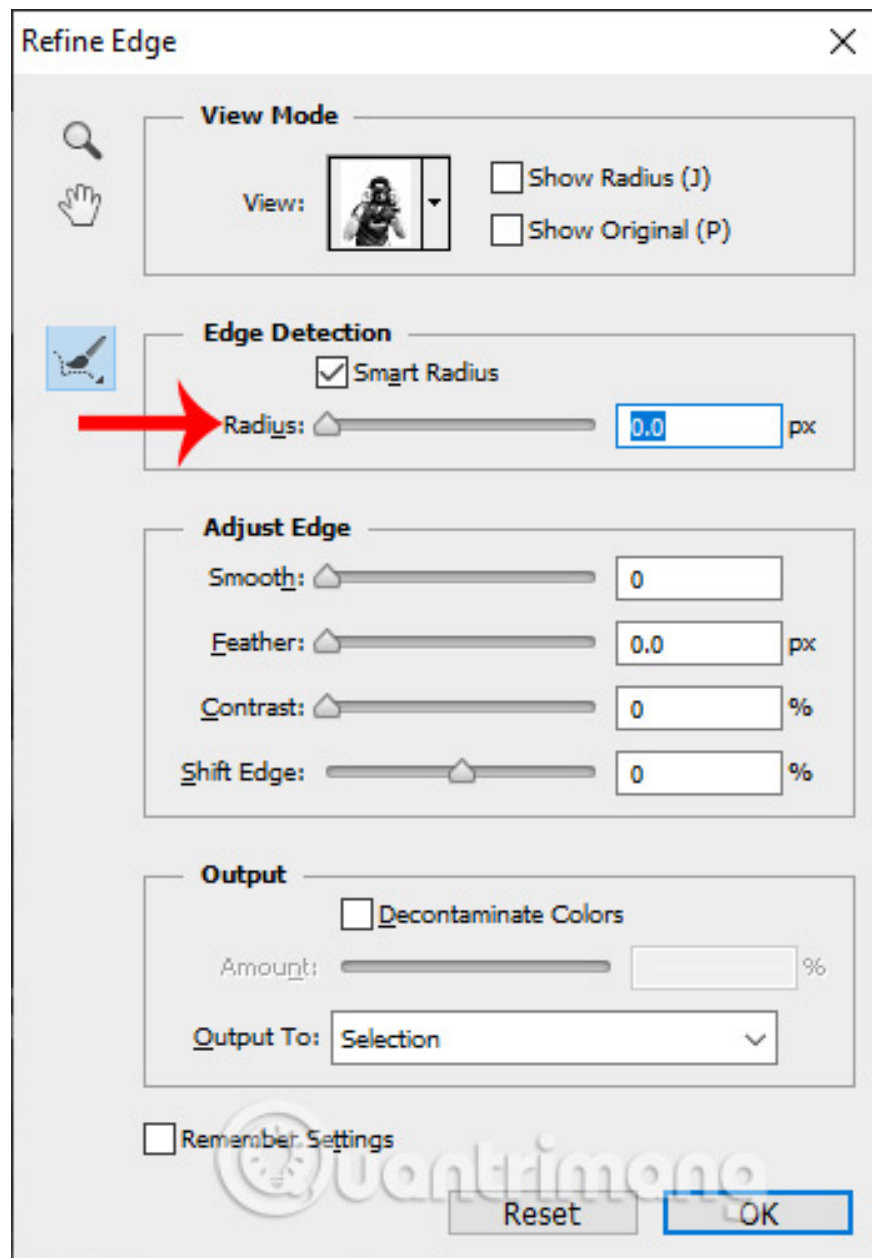 Refine Edge
View Mode
View:
Show Radius (J)
Show Original (P)
Edge Detection
Smart Radius
Radius: 0.0 px
Adjust Edge
Smooth: 0
Feather: 0.0 px
Contrast: 0 %
Shift Edge: 0 %
Output
Decontaminate Colors
Amount: %
Output To: Selection
Remember Settings
Quantrimang
Reset OK